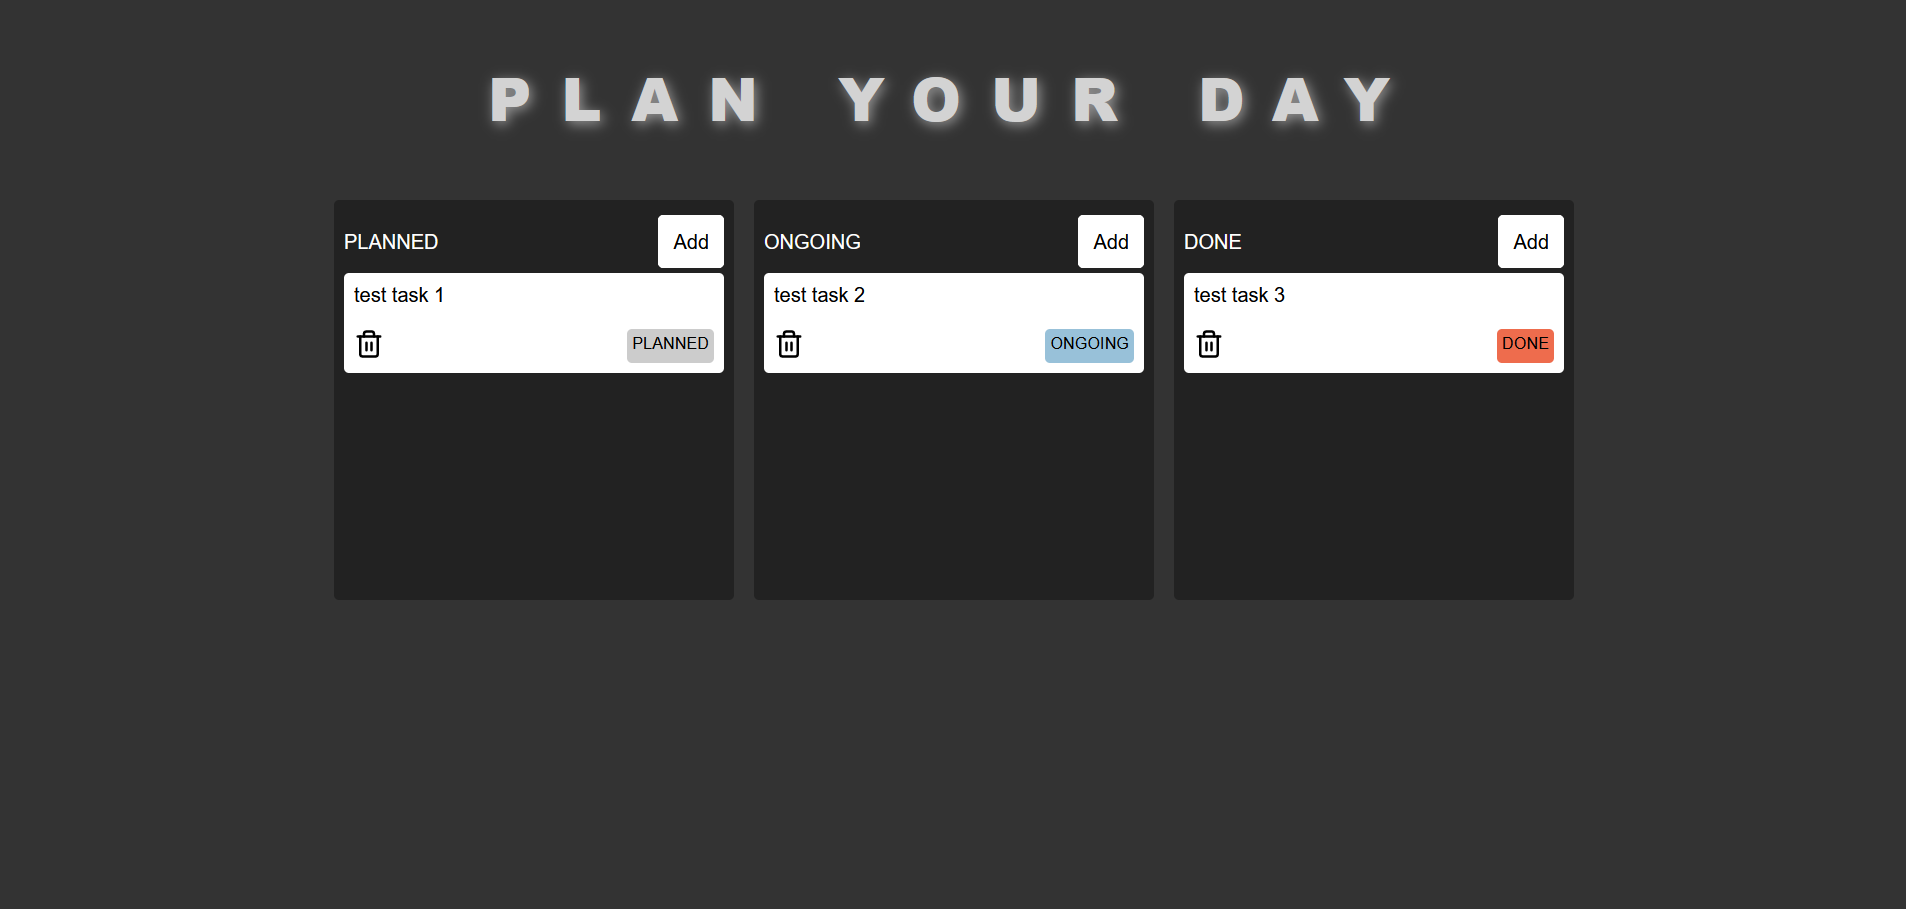 PLAN YOUR DAY
PLANNED
Add
test task 1
PLANNED
ONGOING
Add
test task 2
ONGOING
DONE
Add
test task 3
DONE